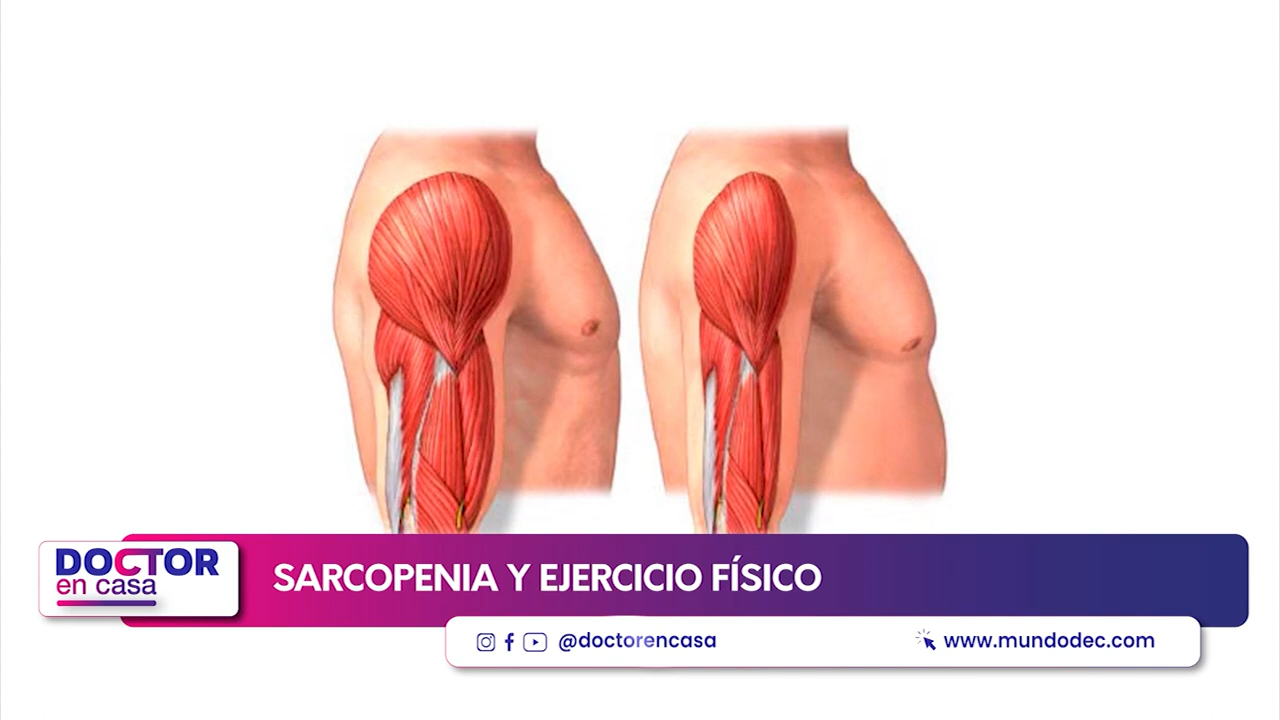 DOCTOR
en casa
SARCOPENIA Y EJERCICIO FÍSICO
@doctorencasa
www.mundodec.com